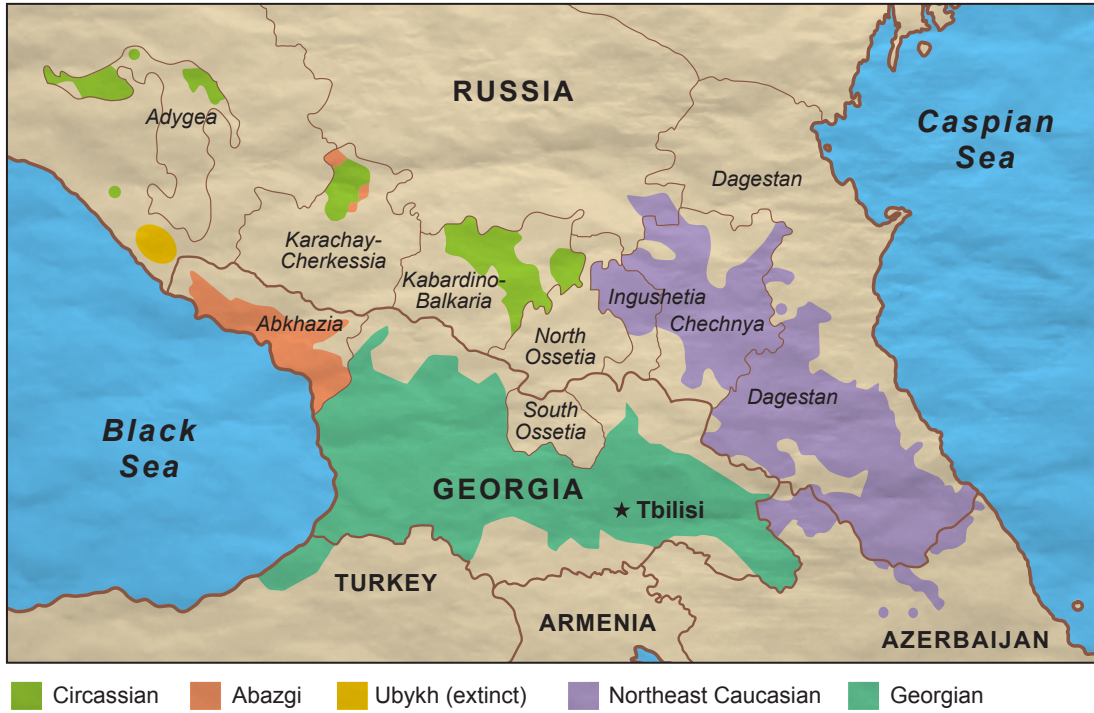 RUSSIA
Adygea
Caspian
Sea
Dagestan
Karachay-
Cherkessia
Kabardino-
Balkaria
Ingushetia
Chechnya
Abkhazia
North
Ossetia
Dagestan
South
Ossetia
Black
Sea
GEORGIA
★ Tbilisi
TURKEY
ARMENIA
AZERBAIJAN
Circassian
Abazgi
Ubykh (extinct)
Northeast Caucasian
Georgian